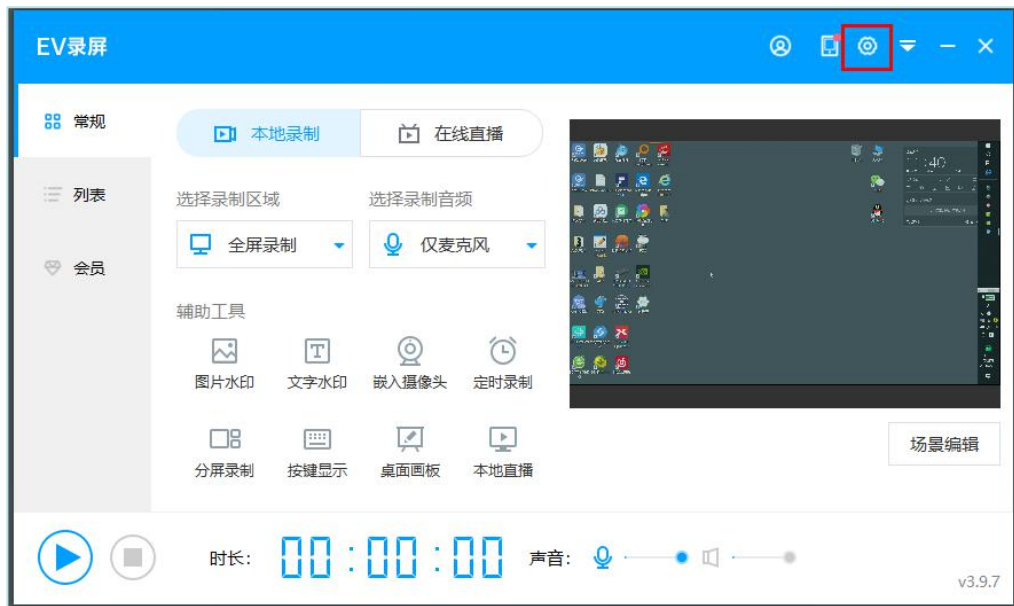 EV录屏
常规
本地录制
在线直播
列表
选择录制区域
选择录制音频
全屏录制
仅麦克风
会员
辅助工具
图片水印
文字水印
嵌入摄像头
定时录制
分屏录制
按键显示
桌面画板
本地直播
场景编辑
时长:
00:00:00
声音:
v3.9.7